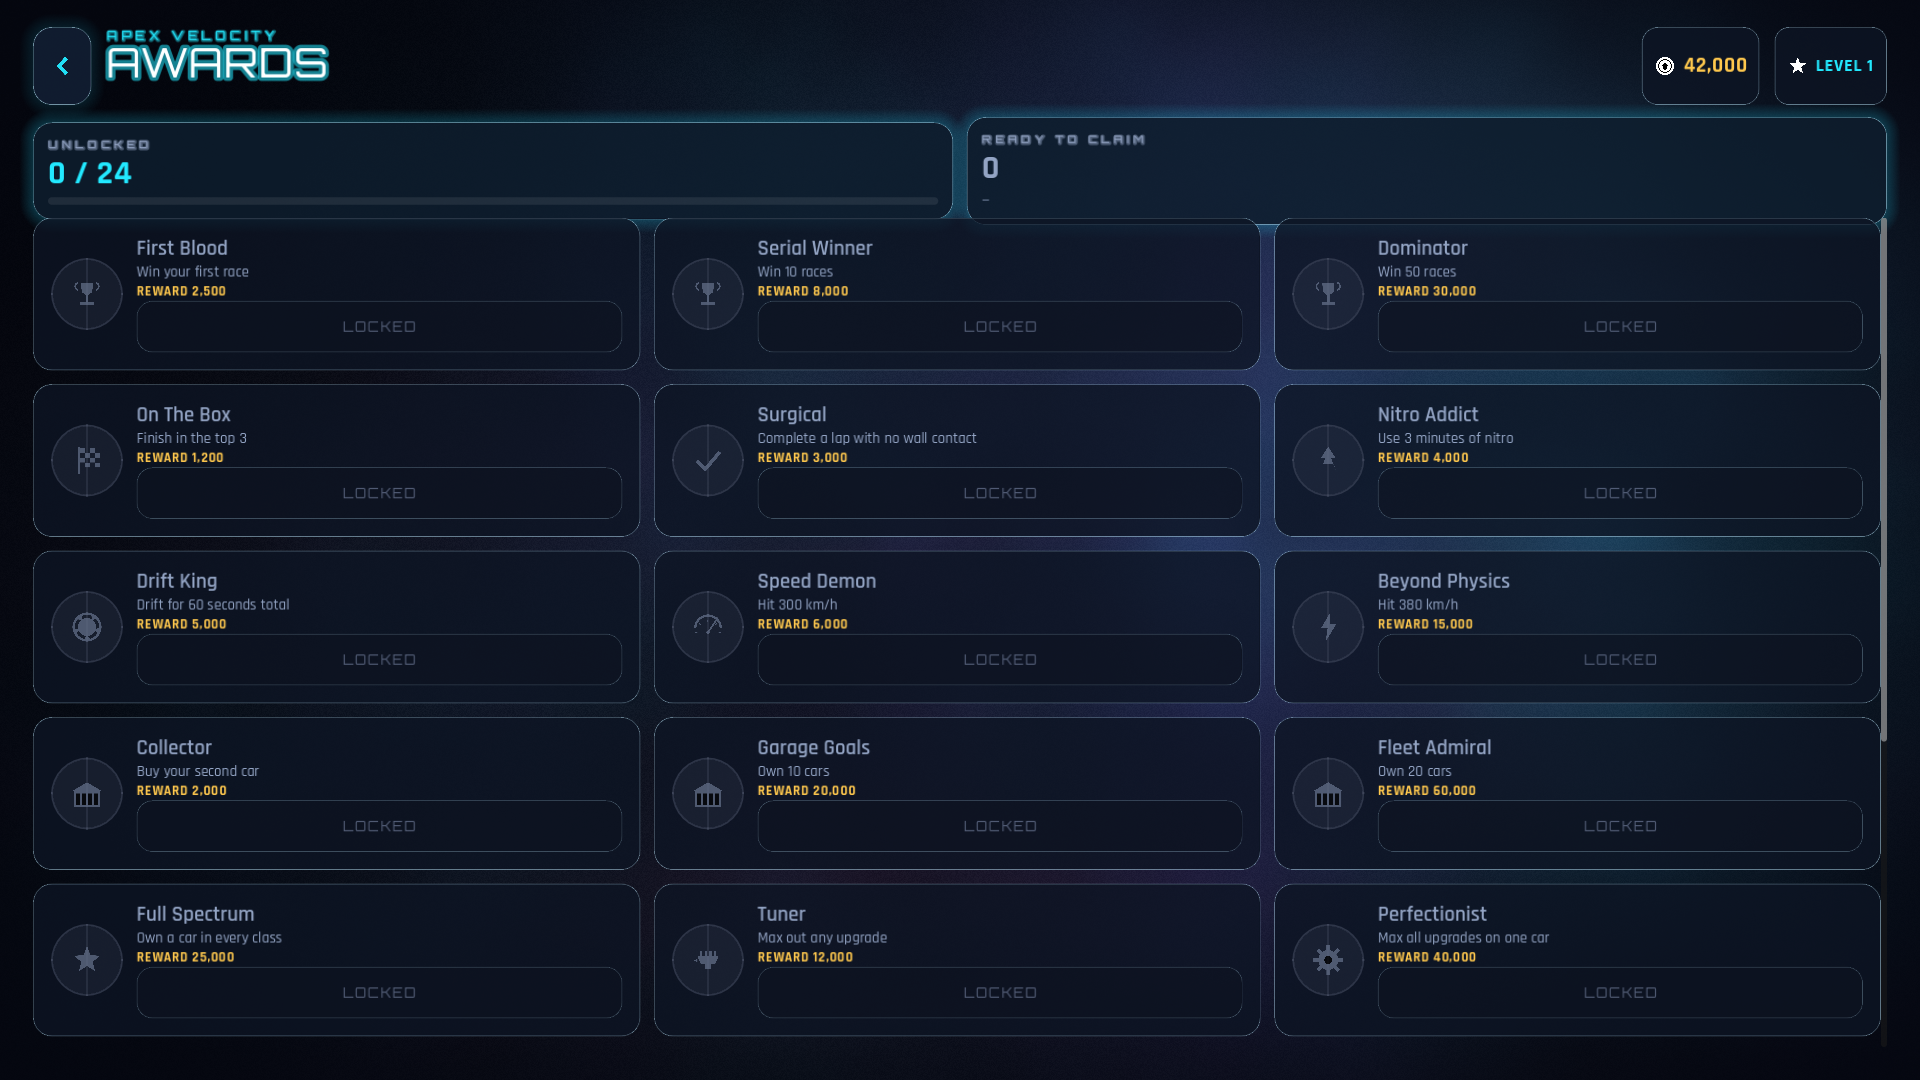 APEX VELOCITY
AWARDS
42,000
LEVEL 1
UNLOCKED
0 / 24
READY TO CLAIM
0
–
First Blood
Win your first race
REWARD 2,500
LOCKED
Serial Winner
Win 10 races
REWARD 8,000
LOCKED
Dominator
Win 50 races
REWARD 30,000
LOCKED
On The Box
Finish in the top 3
REWARD 1,200
LOCKED
Surgical
Complete a lap with no wall contact
REWARD 3,000
LOCKED
Nitro Addict
Use 3 minutes of nitro
REWARD 4,000
LOCKED
Drift King
Drift for 60 seconds total
REWARD 5,000
LOCKED
Speed Demon
Hit 300 km/h
REWARD 6,000
LOCKED
Beyond Physics
Hit 380 km/h
REWARD 15,000
LOCKED
Collector
Buy your second car
REWARD 2,000
LOCKED
Garage Goals
Own 10 cars
REWARD 20,000
LOCKED
Fleet Admiral
Own 20 cars
REWARD 60,000
LOCKED
Full Spectrum
Own a car in every class
REWARD 25,000
LOCKED
Tuner
Max out any upgrade
REWARD 12,000
LOCKED
Perfectionist
Max all upgrades on one car
REWARD 40,000
LOCKED